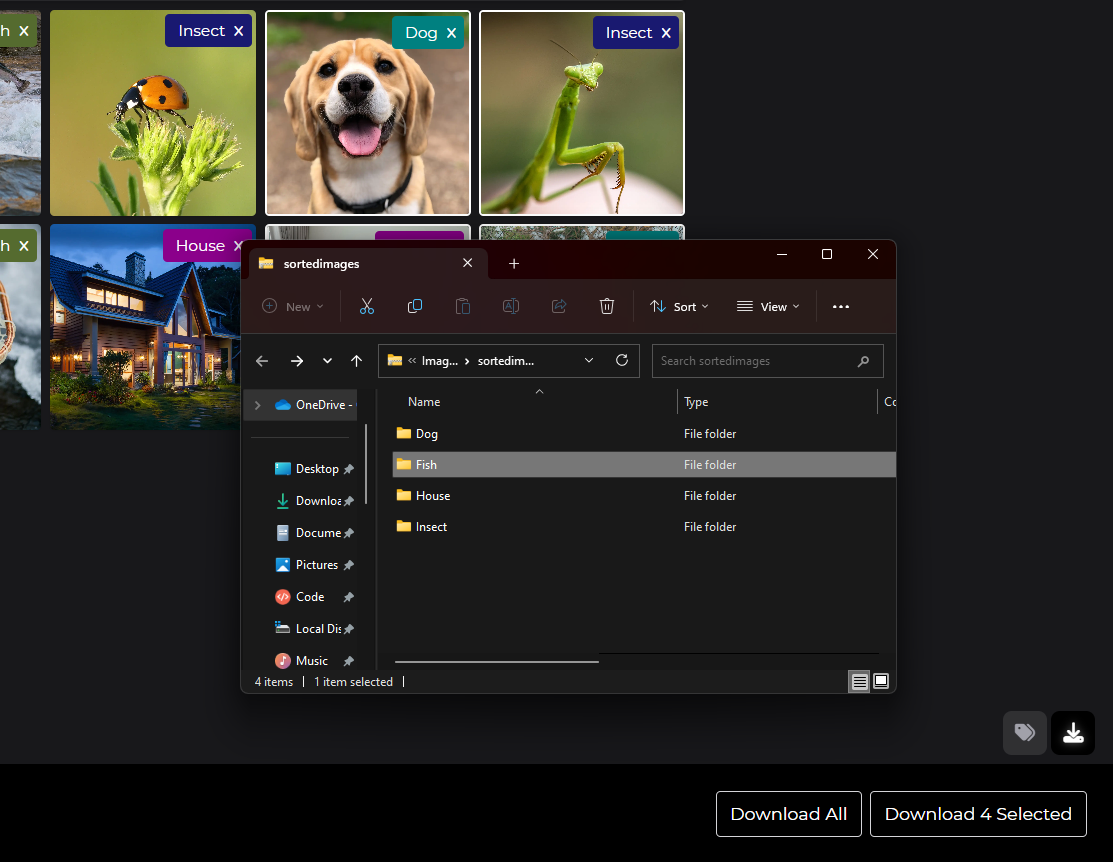 h X
Insect X
Dog X
Insect X
h X
House X
sortedimages
New
Sort
View
Imag... sortedim...
Search sortedimages
Name
Type
Cc
OneDrive -
Dog
File folder
Fish
File folder
House
File folder
Insect
File folder
Desktop
Downloa
Docume
Pictures
Code
Local Dis
Music
4 items
1 item selected
Download All
Download 4 Selected